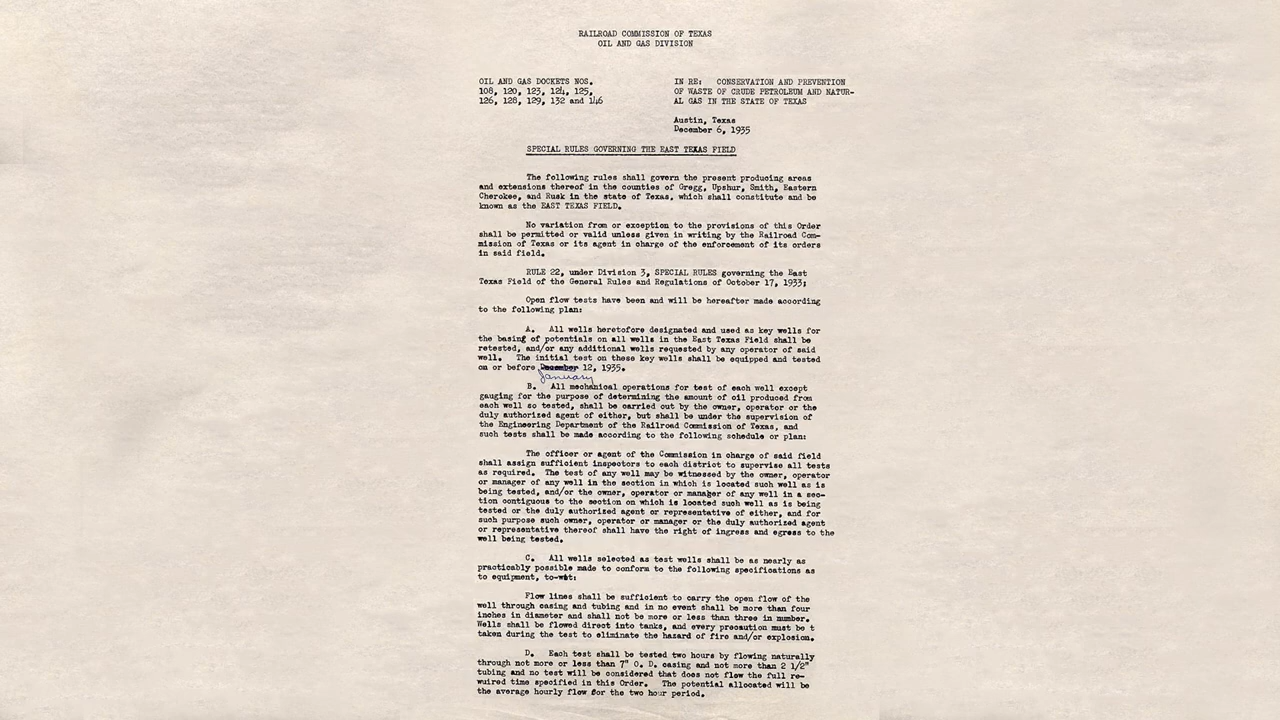 RAILROAD COMMISSION OF TEXAS
OIL AND GAS DIVISION
OIL AND GAS DOCKETS NOS.
108, 120, 123, 124, 125,
126, 128, 129, 132 and 146
IN RE: CONSERVATION AND PREVENTION
OF WASTE OF CRUDE PETROLEUM AND NATUR-
AL GAS IN THE STATE OF TEXAS
Austin, Texas
December 6, 1935
SPECIAL RULES GOVERNING THE EAST TEXAS FIELD
The following rules shall govern the present producing areas
and extensions thereof in the counties of Gregg, Upshur, Smith, Eastern
Cherokee, and Rusk in the state of Texas, which shall constitute and be
known as the EAST TEXAS FIELD.
No variation from or exception to the provisions of this Order
shall be permitted or valid unless given in writing by the Railroad Com-
mission of Texas or its agent in charge of the enforcement of its orders
in said field.
RULE 22, under Division 3, SPECIAL RULES governing the East
Texas Field of the General Rules and Regulations of October 17, 1933;
Open flow tests have been and will be hereafter made according
to the following plan:
A. All wells heretofore designated and used as key wells for
the basing of potentials on all wells in the East Texas Field shall be
retested, and/or any additional wells requested by any operator of said
well. The initial test on these key wells shall be equipped and tested
on or before December 12, 1935.
January
B. All mechanical operations for test of each well except
gauging for the purpose of determining the amount of oil produced from
each well so tested, shall be carried out by the owner, operator or the
duly authorized agent of either, but shall be under the supervision of
the Engineering Department of the Railroad Commission of Texas, and
such tests shall be made according to the following schedule or plan:
The officer or agent of the Commission in charge of said field
shall assign sufficient inspectors to each district to supervise all tests
as required. The test of any well may be witnessed by the owner, operator
or manager of any well in the section in which is located such well as is
being tested, and/or the owner, operator or manager of any well in a sec-
tion contiguous to the section on which is located such well as is being
tested or the duly authorized agent or representative of either, and for
such purpose such owner, operator or manager or the duly authorized agent
or representative thereof shall have the right of ingress and egress to the
well being tested.
C. All wells selected as test wells shall be as nearly as
practicably possible made to conform to the following specifications as
to equipment, to-wit:
Flow lines shall be sufficient to carry the open flow of the
well through casing and tubing and in no event shall be more than four
inches in diameter and shall not be more or less than three in number.
Wells shall be flowed direct into tanks, and every precaution must be t
taken during the test to eliminate the hazard of fire and/or explosion.
D. Each test shall be tested two hours by flowing naturally
through not more or less than 7" O. D. casing and not more than 2 1/2"
tubing and no test will be considered that does not flow the full re-
wuired time specified in this Order. The potential allocated will be
the average hourly flow for the two hour period.